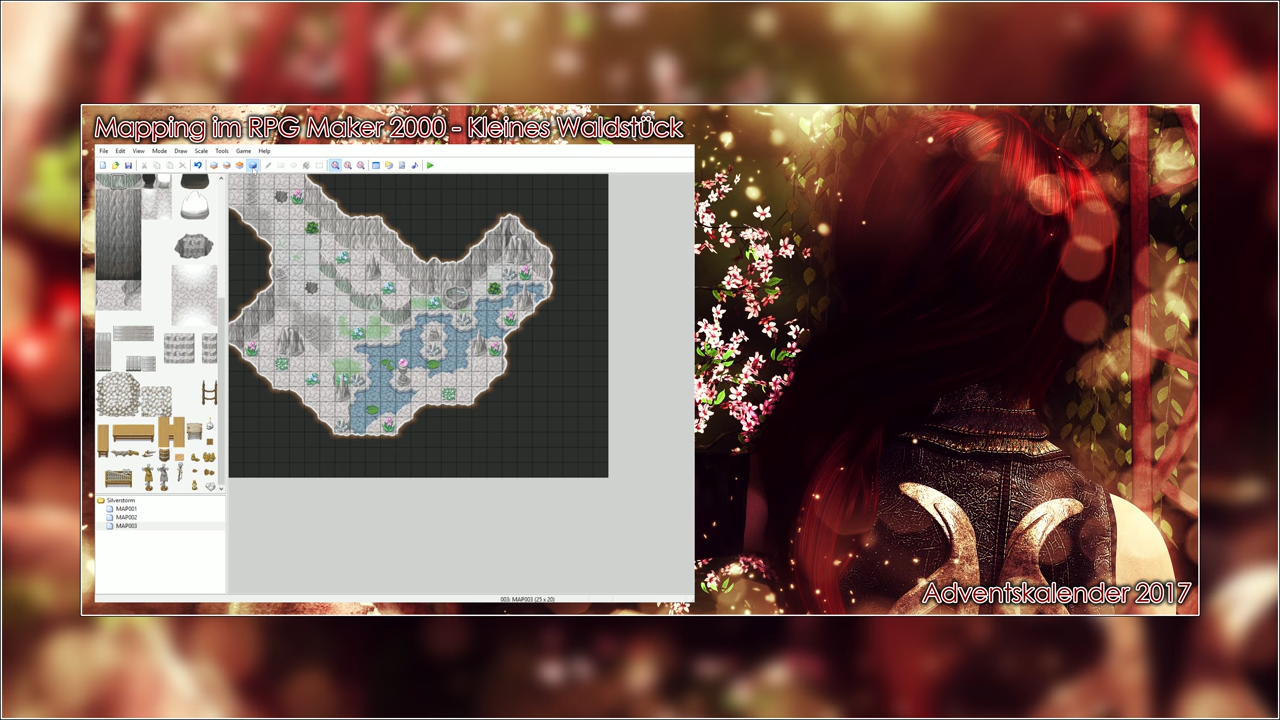 Mapping im RPG Maker 2000 - Kleines Waldstück
File Edit View Mode Draw Scale Tools Game Help
Silverstorm
MAP001
MAP002
MAP003
003: MAP003 (25 x 20)
Adventskalender 2017